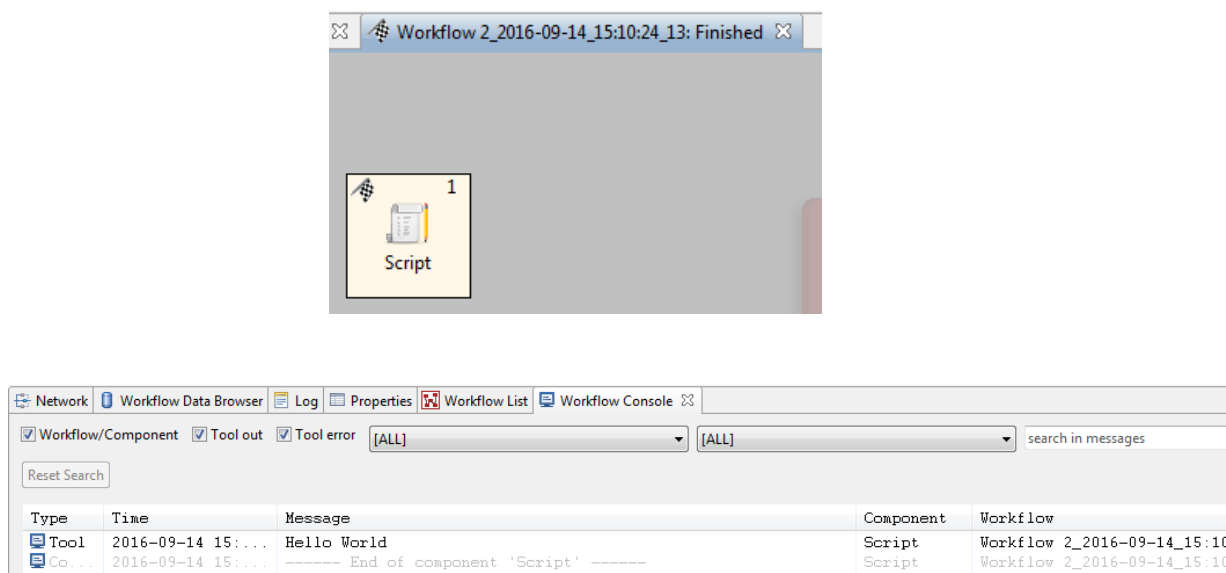 Workflow 2_2016-09-14_15:10:24_13: Finished
1
Script
Network Workflow Data Browser Log Properties Workflow List Workflow Console
Workflow/Component Tool out Tool error [ALL] [ALL] search in messages
Reset Search
Type Time Message Component Workflow
Tool 2016-09-14 15:... Hello World Script Workflow 2_2016-09-14_15:10
Co... 2016-09-14 15:... ------ End of component 'Script' ------ Script Workflow 2_2016-09-14_15:10